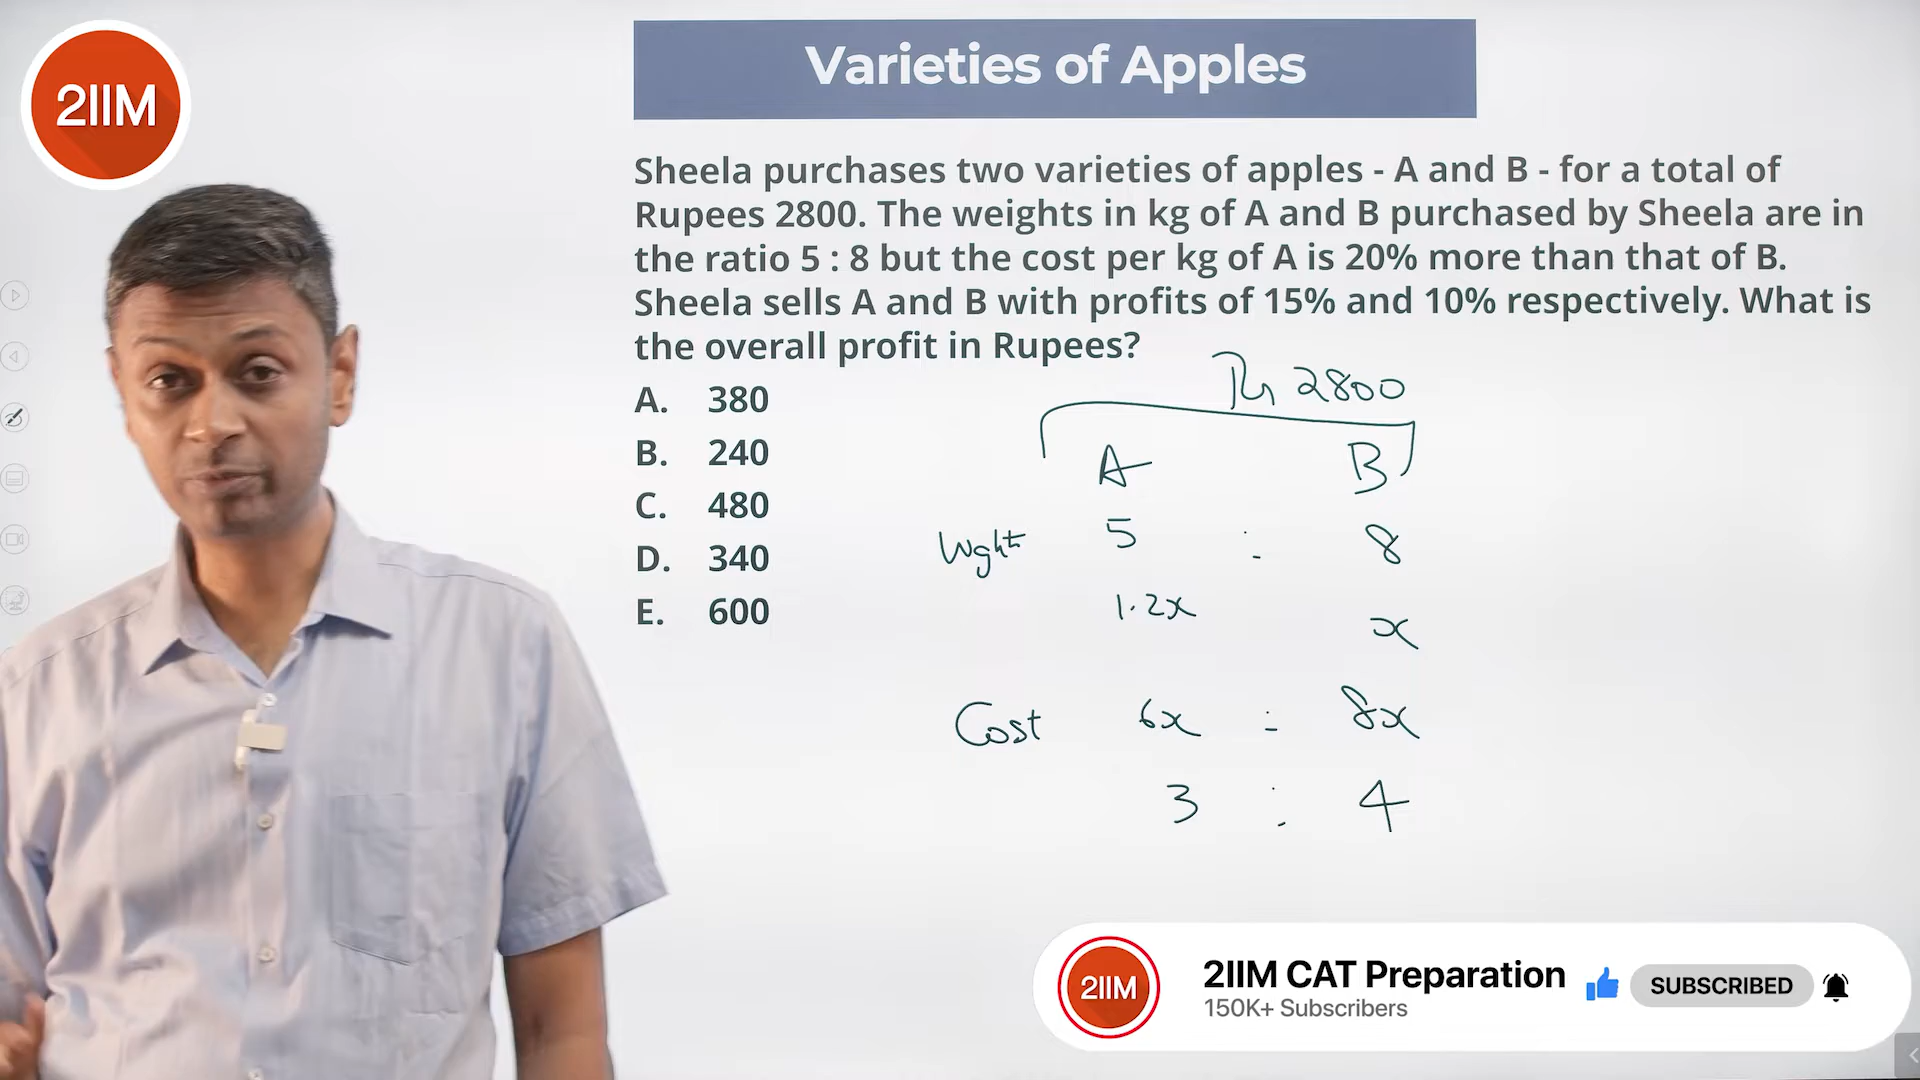 2IIM
Varieties of Apples
Sheela purchases two varieties of apples - A and B - for a total of
Rupees 2800. The weights in kg of A and B purchased by Sheela are in
the ratio 5 : 8 but the cost per kg of A is 20% more than that of B.
Sheela sells A and B with profits of 15% and 10% respectively. What is
the overall profit in Rupees?
A. 380
B. 240
C. 480
D. 340
E. 600
Rs 2800
A B
Wght 5 : 8
1.2x x
Cost 6x : 8x
3 : 4
2IIM
2IIM CAT Preparation
150K+ Subscribers
SUBSCRIBED